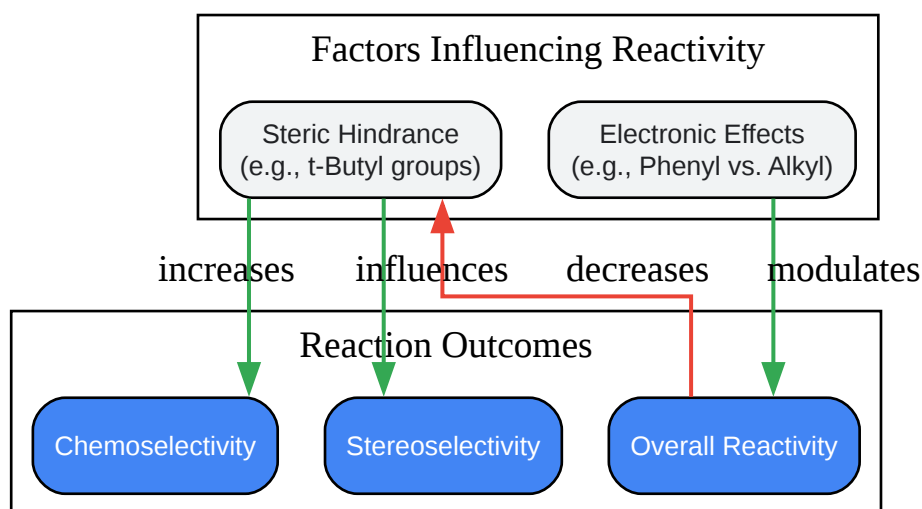 Factors Influencing Reactivity
Steric Hindrance
(e.g., t-Butyl groups)
Electronic Effects
(e.g., Phenyl vs. Alkyl)
increases
influences
decreases
modulates
Reaction Outcomes
Chemoselectivity
Stereoselectivity
Overall Reactivity